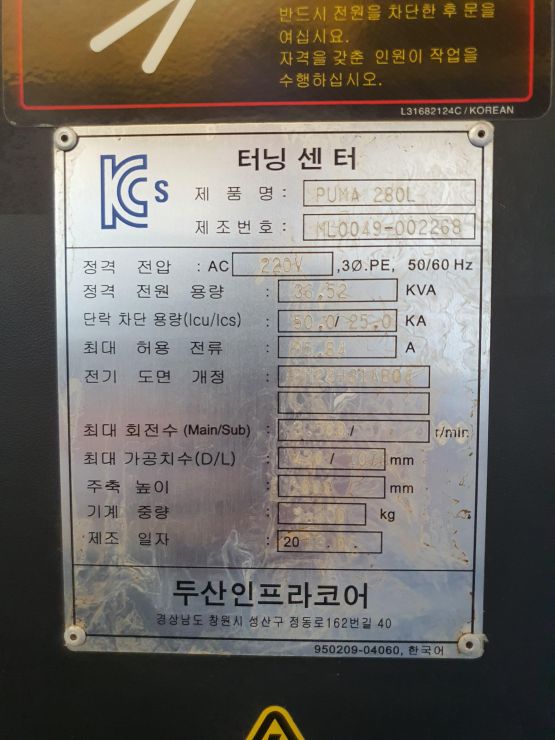 반드시 전원을 차단한 후 문을
여십시요.
자격을 갖춘 인원이 작업을
수행하십시오.
L31682124C / KOREAN
KCs
터닝 센터
제 품 명 : PUMA 280L
제조번호 : ML0049-002268
정격 전압 : AC 220V ,3Ø.PE, 50/60 Hz
정격 전원 용량 : 36.52 KVA
단락 차단 용량(Icu/Ics) : 50.0/ 25.0 KA
최대 허용 전류 : A
전기 도면 개정 :
최대 회전수 (Main/Sub) : / r/min
최대 가공치수(D/L) : / mm
주축 높이 : mm
기계 중량 : kg
제조 일자 : 20
두산인프라코어
경상남도 창원시 성산구 정동로162번길 40
950209-04060, 한국어